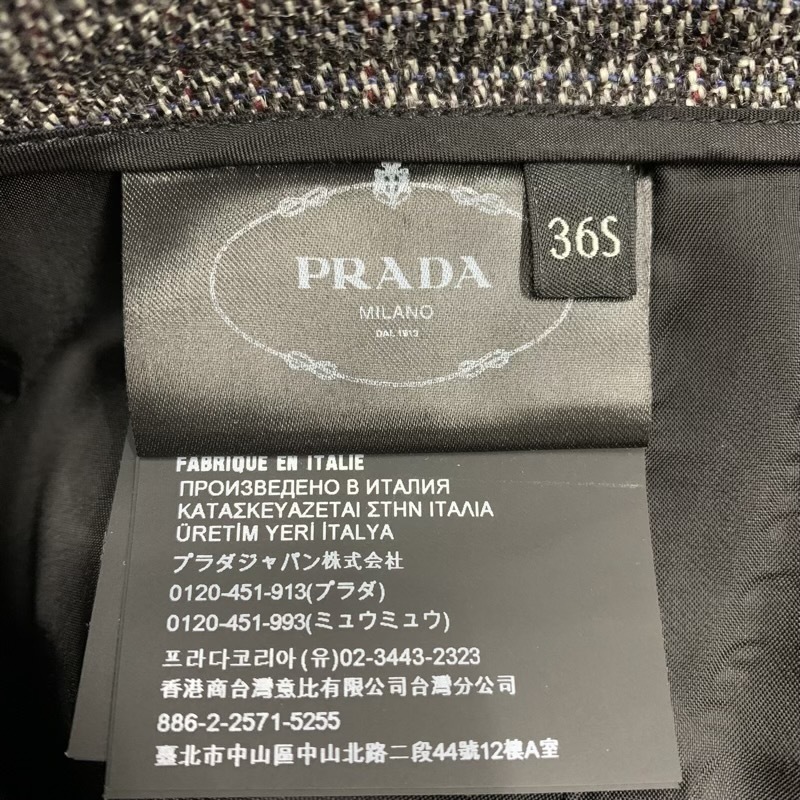 PRADA
MILANO
DAL 1913
36S
FABRIQUE EN ITALIE
ПРОИЗВЕДЕНО В ИТАЛИЯ
ΚΑΤΑΣΚΕΥΑΖΕΤΑΙ ΣΤΗΝ ΙΤΑΛΙΑ
ÜRETİM YERİ İTALYA
プラダジャパン株式会社
0120-451-913(プラダ)
0120-451-993(ミュウミュウ)
프라다코리아(유)02-3443-2323
香港商台灣意比有限公司台灣分公司
886-2-2571-5255
臺北市中山區中山北路二段44號12樓A室